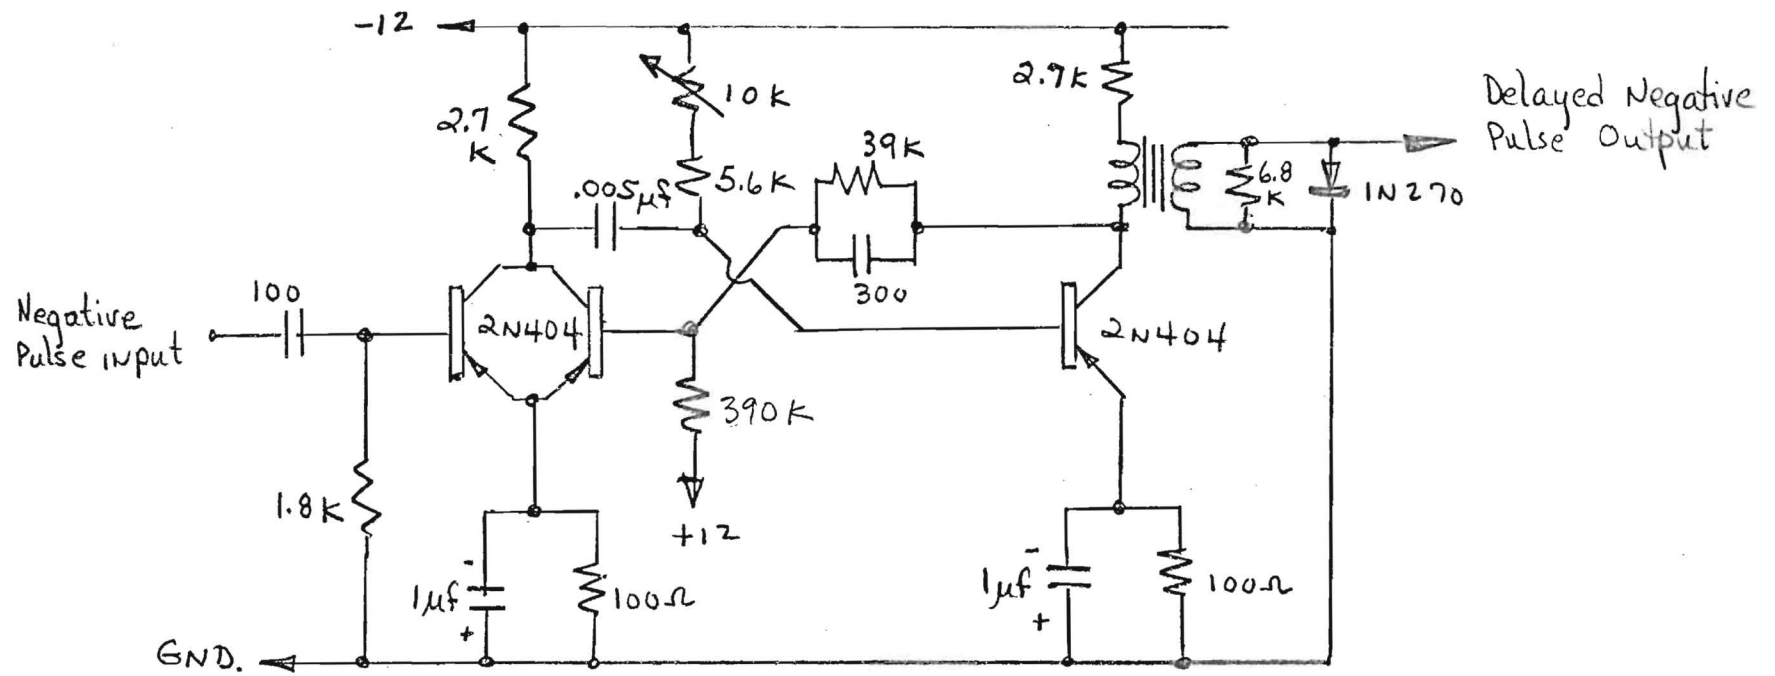 -12
10K
2.7K
2.7
K
Delayed Negative
Pulse Output
39K
.005μf
5.6K
6.8
K
1N270
300
100
Negative
Pulse input
2N404
2N404
390K
1.8K
+12
-
1μf
+
100Ω
-
1μf
+
100Ω
GND.